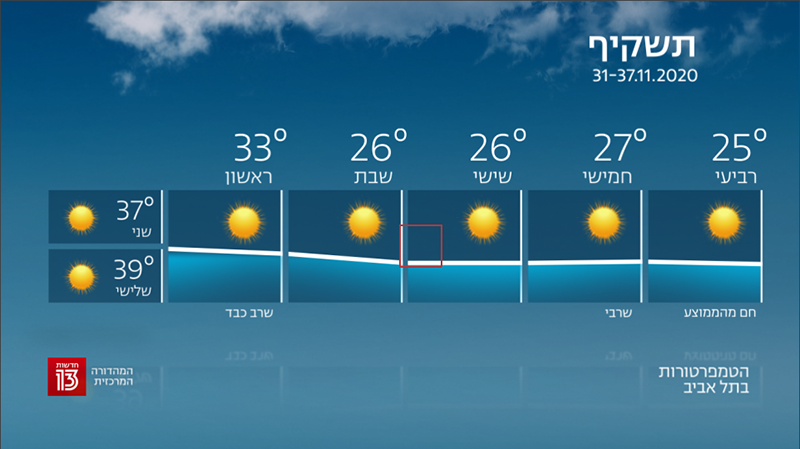 תשקיף
31-37.11.2020
25°
רביעי
27°
חמישי
26°
שישי
26°
שבת
33°
ראשון
37°
שני
39°
שלישי
חם מהממוצע
שרבי
שרב כבד
הטמפרטורות
בתל אביב
חדשות
13
המהדורה
המרכזית